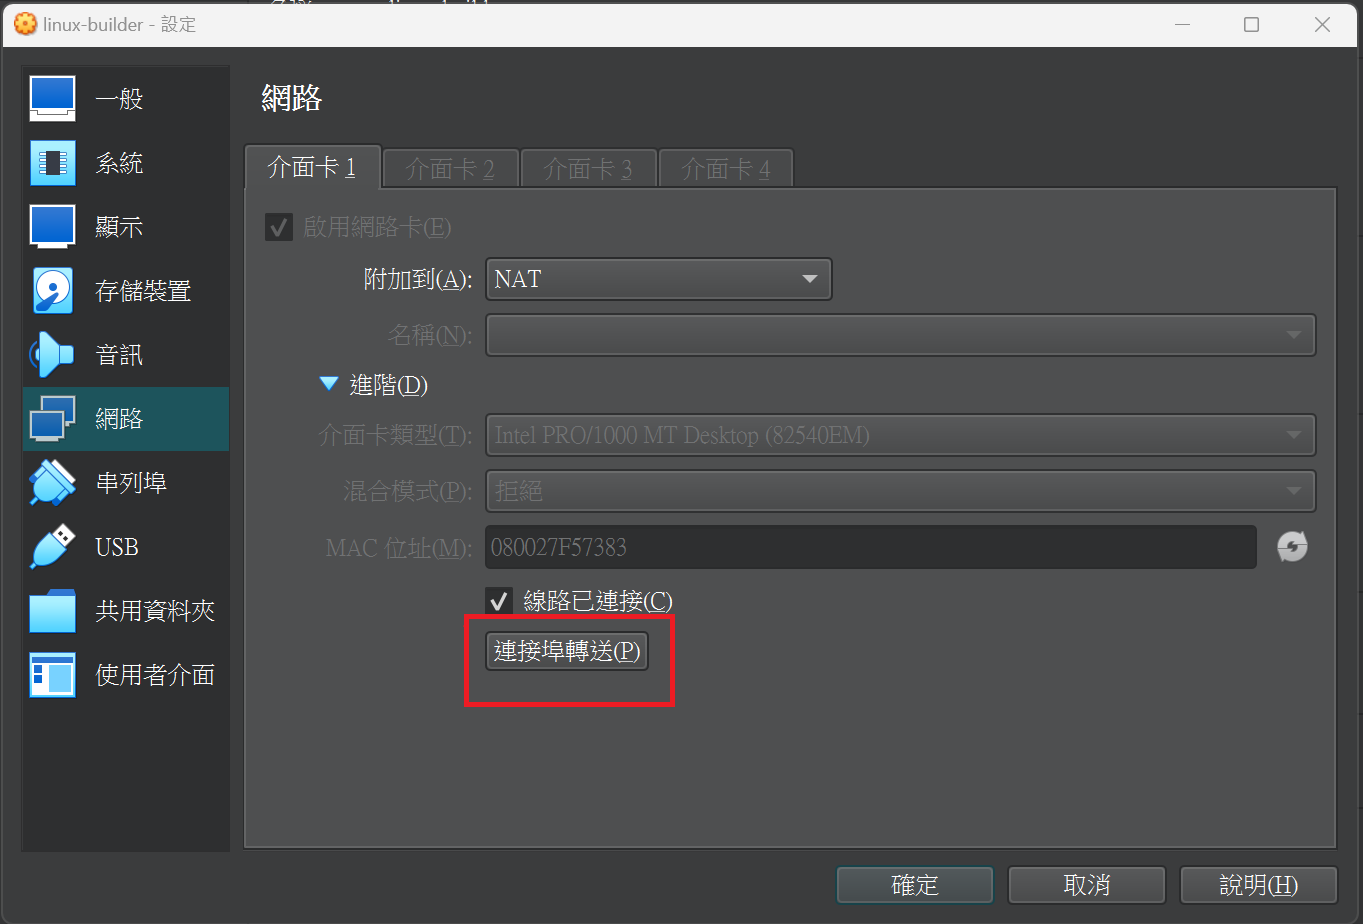 linux-builder - 設定
一般
系統
顯示
存儲裝置
音訊
網路
串列埠
USB
共用資料夾
使用者介面
網路
介面卡 1
介面卡 2
介面卡 3
介面卡 4
啟用網路卡(E)
附加到(A): NAT
名稱(N):
進階(D)
介面卡類型(T): Intel PRO/1000 MT Desktop (82540EM)
混合模式(P): 拒絕
MAC 位址(M): 080027F57383
線路已連接(C)
連接埠轉送(P)
確定
取消
說明(H)